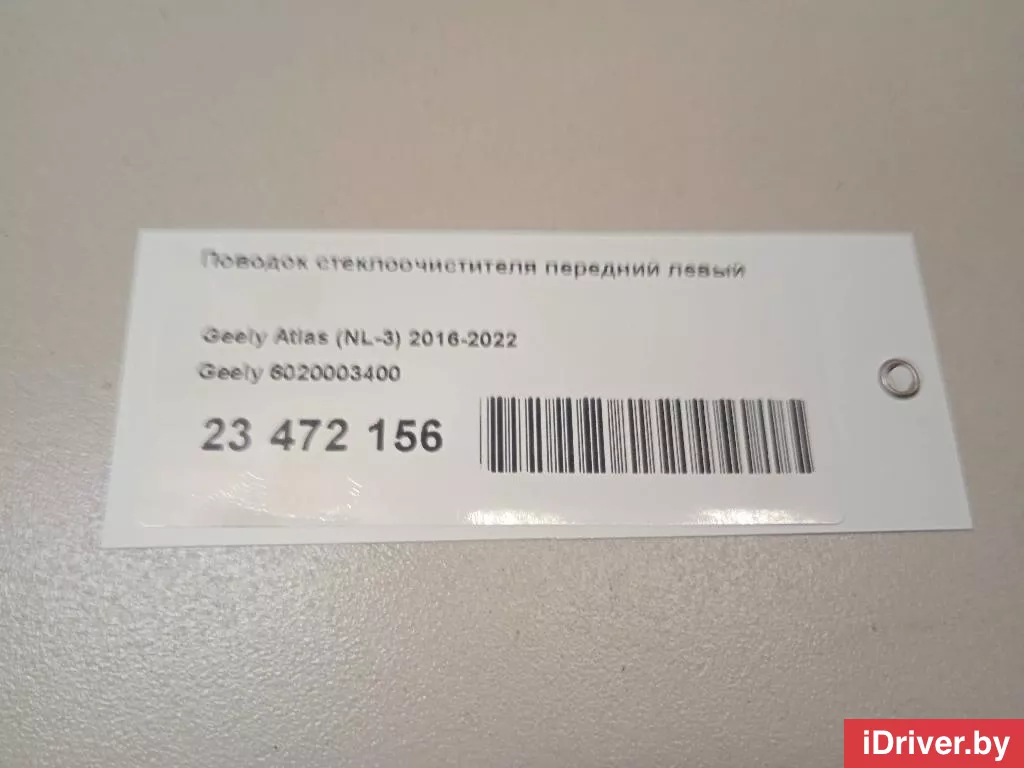 Поводок стеклоочистителя передний левый
Geely Atlas (NL-3) 2016-2022
Geely 6020003400
23 472 156
iDriver.by